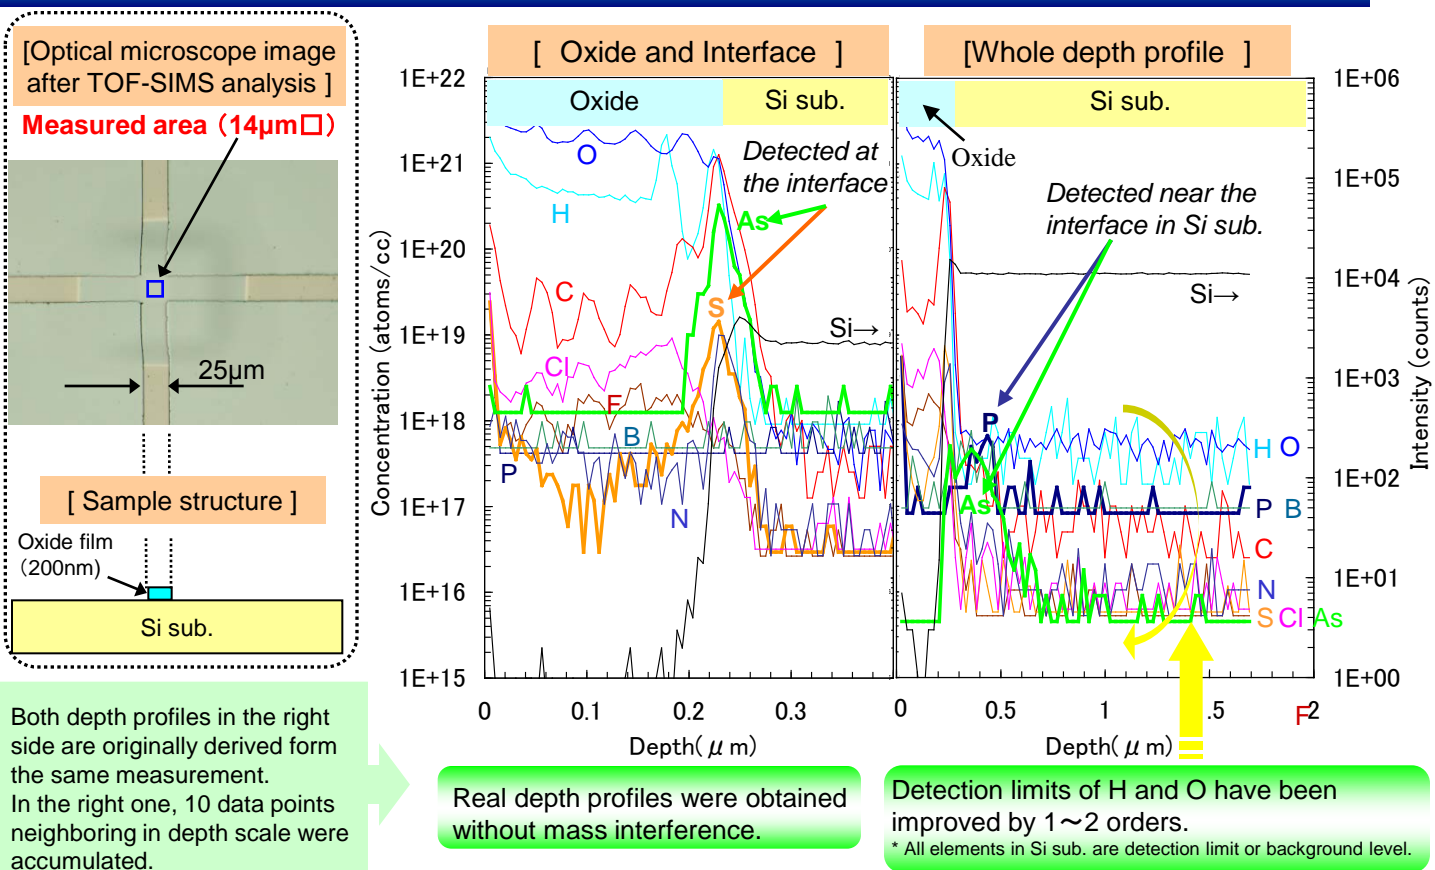 [Optical microscope image
after TOF-SIMS analysis ]
Measured area（14μm□）
25μm
[ Sample structure ]
Oxide film
（200nm）
Si sub.
Both depth profiles in the right
side are originally derived form
the same measurement.
In the right one, 10 data points
neighboring in depth scale were
accumulated.
[ Oxide and Interface ]
Concentration (atoms/cc)
1E+22
1E+21
1E+20
1E+19
1E+18
1E+17
1E+16
1E+15
Oxide
Si sub.
O
Detected at
the interface
H
As
C
S
Si→
Cl
F
B
P
N
0
0.1
0.2
0.3
Depth(μm)
Real depth profiles were obtained
without mass interference.
[Whole depth profile ]
Si sub.
Oxide
Detected near the
interface in Si sub.
Si→
P
As
H O
P B
C
N
S Cl As
1E+06
1E+05
1E+04
1E+03
1E+02
1E+01
1E+00
Intensity (counts)
0
0.5
1
.5
F
2
Depth(μm)
Detection limits of H and O have been
improved by 1～2 orders.
* All elements in Si sub. are detection limit or background level.